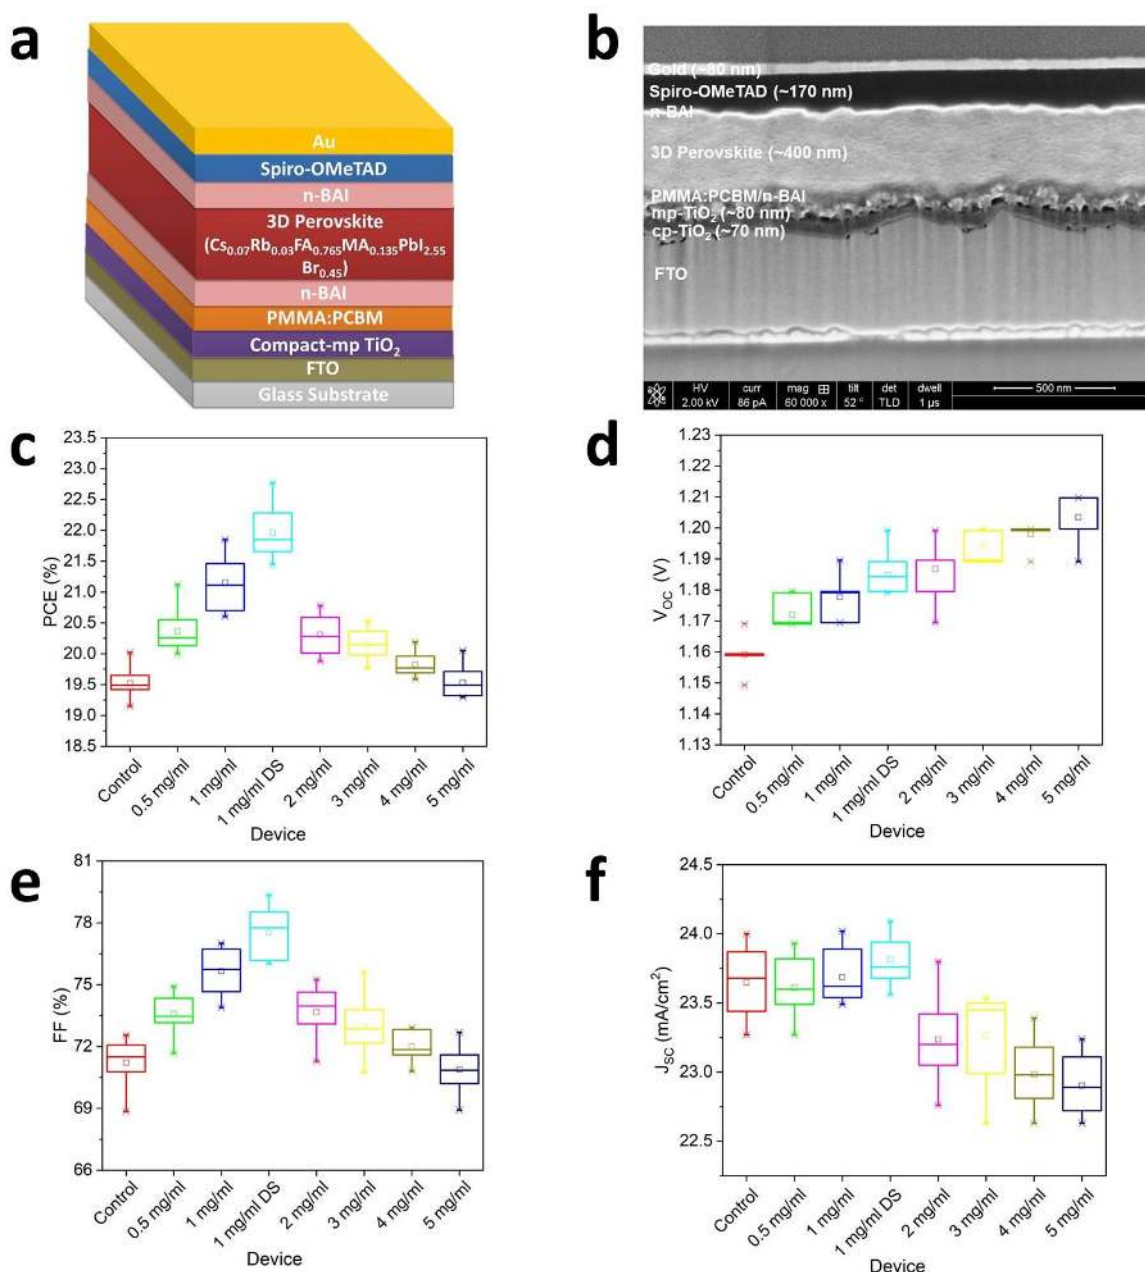 a
Au
Spiro-OMeTAD
n-BAI
3D Perovskite
(Cs0.07Rb0.03FA0.765MA0.135PbI2.55
Br0.45)
n-BAI
PMMA:PCBM
Compact-mp TiO2
FTO
Glass Substrate
b
Gold (~80 nm)
Spiro-OMeTAD (~170 nm)
n-BAI
3D Perovskite (~400 nm)
PMMA:PCBM/n-BAI
mp-TiO2 (~80 nm)
cp-TiO2 (~70 nm)
FTO
HV curr mag tilt det dwell
2.00 kV 86 pA 60 000 x 52 ° TLD 1 µs
500 nm
c
PCE (%)
23.5
23.0
22.5
22.0
21.5
21.0
20.5
20.0
19.5
19.0
18.5
Control
0.5 mg/ml
1 mg/ml
1 mg/ml DS
2 mg/ml
3 mg/ml
4 mg/ml
5 mg/ml
Device
d
VOC (V)
1.23
1.22
1.21
1.20
1.19
1.18
1.17
1.16
1.15
1.14
1.13
Control
0.5 mg/ml
1 mg/ml
1 mg/ml DS
2 mg/ml
3 mg/ml
4 mg/ml
5 mg/ml
Device
e
FF (%)
81
78
75
72
69
66
Control
0.5 mg/ml
1 mg/ml
1 mg/ml DS
2 mg/ml
3 mg/ml
4 mg/ml
5 mg/ml
Device
f
JSC (mA/cm²)
24.5
24.0
23.5
23.0
22.5
Control
0.5 mg/ml
1 mg/ml
1 mg/ml DS
2 mg/ml
3 mg/ml
4 mg/ml
5 mg/ml
Device